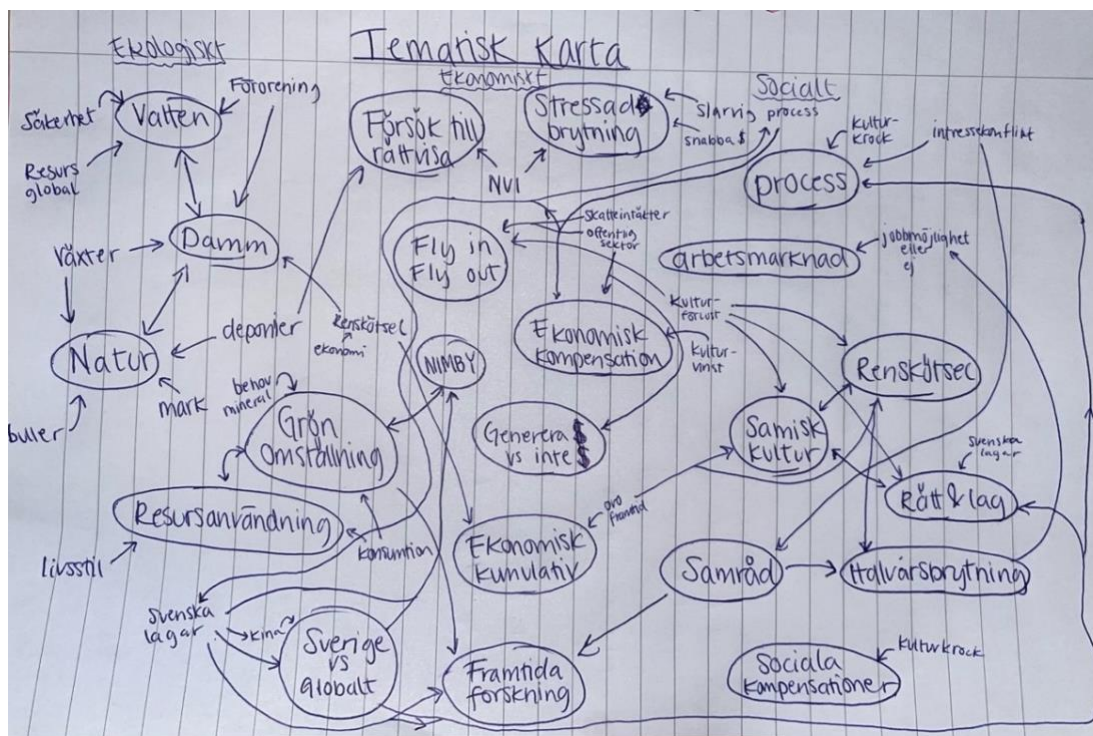 Tematisk karta
Ekologiskt
Ekonomiskt
Socialt
Säkerhet
Vatten
Förorening
Resurs
global
Växter
Damm
Natur
buler
mark
deponier
Renskötsel
ekonomi
Försök till
rättvisa
Stressad
brytning
slarvig process
snabba $
NVI
Fly in
Fly out
skatteintäkter
offentlig
sektor
Ekonomisk
kompensation
Kultur-
förlust
Kultur-
vinst
Kultur-
krock
intressekonflikt
process
arbetsmarknad
jobbmöjlighet
eller
ej
NIMBY
behov
mineral
Grön
Omställning
Generera $
vs inte $
Samisk
kultur
Renskötsel
Svenska
lagar
Rätt & lag
Resursanvändning
livsstil
konsumtion
oro
framtid
Ekonomisk
kumulativ
Samråd
Halvårsbrytning
Svenska
lagar
Kina
Sverige
vs
globalt
Framtida
forskning
Sociala
kompensationer
kulturkrock